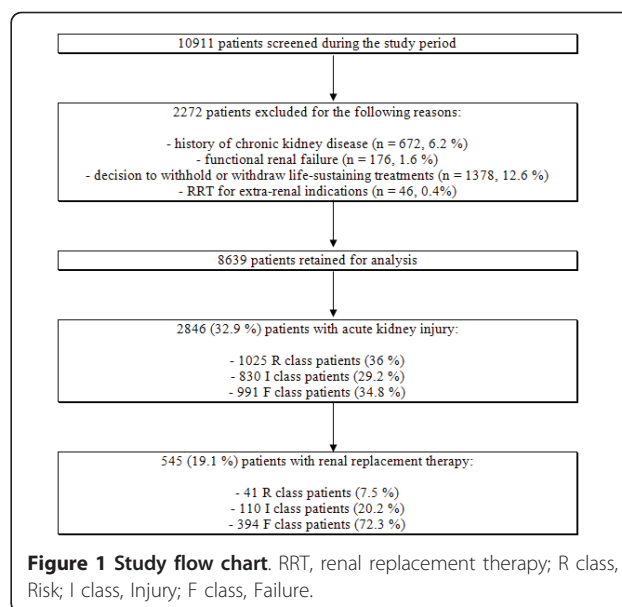 10911 patients screened during the study period
2272 patients excluded for the following reasons:
- history of chronic kidney disease (n = 672, 6.2 %)
- functional renal failure (n = 176, 1.6 %)
- decision to withhold or withdraw life-sustaining treatments (n = 1378, 12.6 %)
- RRT for extra-renal indications (n = 46, 0.4%)
8639 patients retained for analysis
2846 (32.9 %) patients with acute kidney injury:
- 1025 R class patients (36 %)
- 830 I class patients (29.2 %)
- 991 F class patients (34.8 %)
545 (19.1 %) patients with renal replacement therapy:
- 41 R class patients (7.5 %)
- 110 I class patients (20.2 %)
- 394 F class patients (72.3 %)
Figure 1 Study flow chart. RRT, renal replacement therapy; R class,
Risk; I class, Injury; F class, Failure.